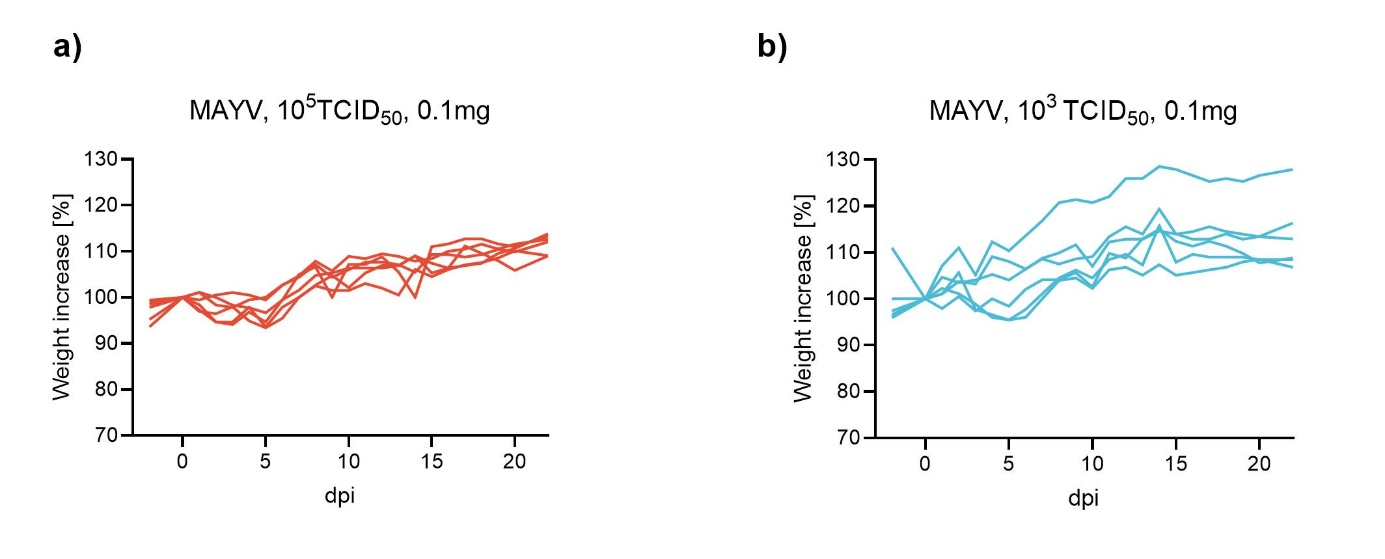 a)
MAYV, 10⁵TCID₅₀, 0.1mg
130
120
110
100
90
80
70
Weight increase [%]
0 5 10 15 20
dpi
b)
MAYV, 10³ TCID₅₀, 0.1mg
130
120
110
100
90
80
70
Weight increase [%]
0 5 10 15 20
dpi